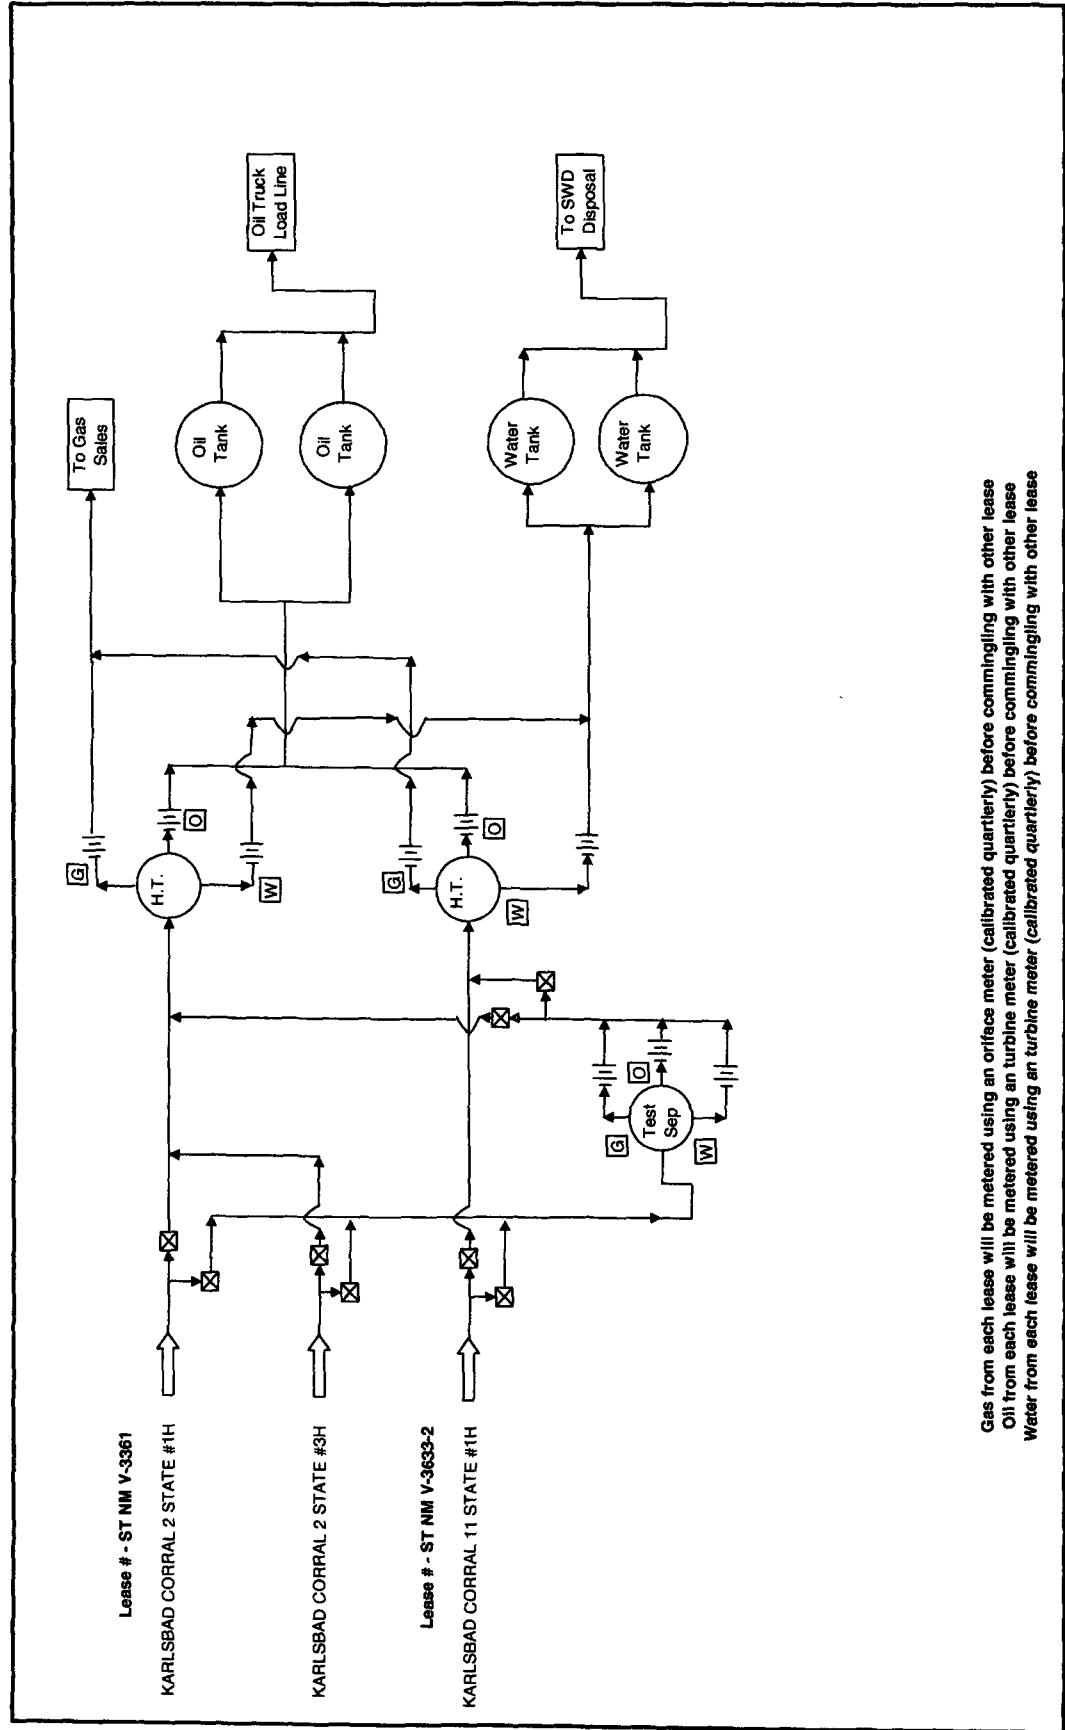 Lease # - ST NM V-3361
KARLSBAD CORRAL 2 STATE #1H
KARLSBAD CORRAL 2 STATE #3H
Lease # - ST NM V-3633-2
KARLSBAD CORRAL 11 STATE #1H
G
H.T.
O
W
G
H.T.
O
W
G
Test
Sep
O
W
To Gas
Sales
Oil
Tank
Oil
Tank
Water
Tank
Water
Tank
Oil Truck
Load Line
To SWD
Disposal
Gas from each lease will be metered using an oriface meter (calibrated quartlerly) before commingling with other lease
Oil from each lease will be metered using an turbine meter (calibrated quartlerly) before commingling with other lease
Water from each lease will be metered using an turbine meter (calibrated quartlerly) before commingling with other lease